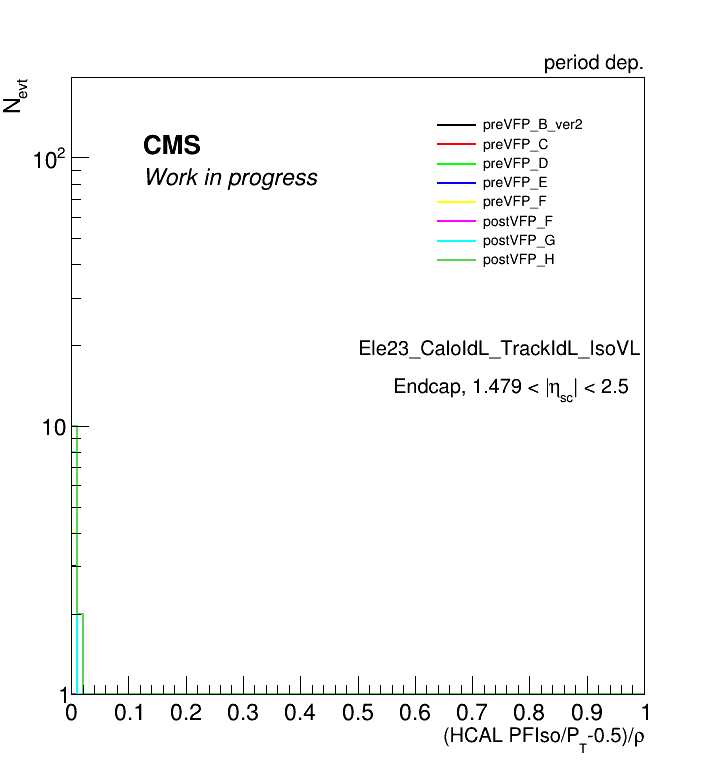 period dep.
N_evt
CMS
Work in progress
preVFP_B_ver2
preVFP_C
preVFP_D
preVFP_E
preVFP_F
postVFP_F
postVFP_G
postVFP_H
Ele23_CaloIdL_TrackIdL_IsoVL
Endcap, 1.479 < |η_sc| < 2.5
10²
10
1
0 0.1 0.2 0.3 0.4 0.5 0.6 0.7 0.8 0.9 1
(HCAL PFIso/P_T-0.5)/ρ